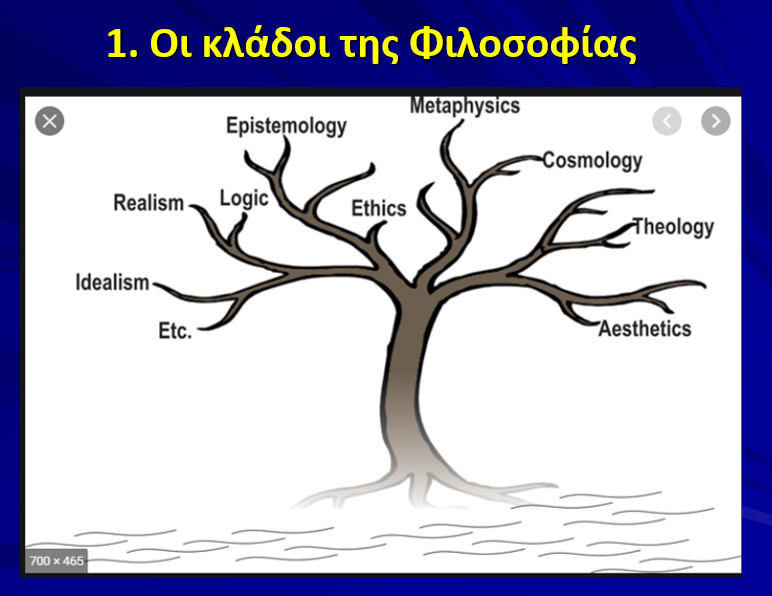 1. Οι κλάδοι της Φιλοσοφίας
Metaphysics
Epistemology
Cosmology
Realism
Logic
Ethics
Theology
Idealism
Etc.
Aesthetics
700 × 465